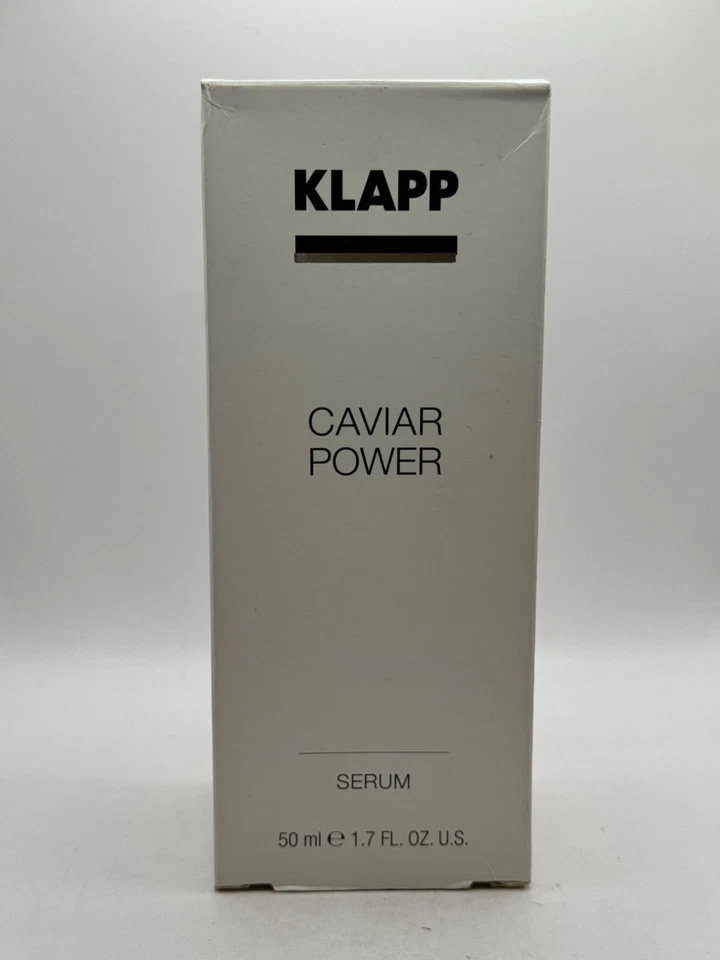 KLAPP
CAVIAR
POWER
SERUM
50 ml ℮ 1.7 FL. OZ. U.S.